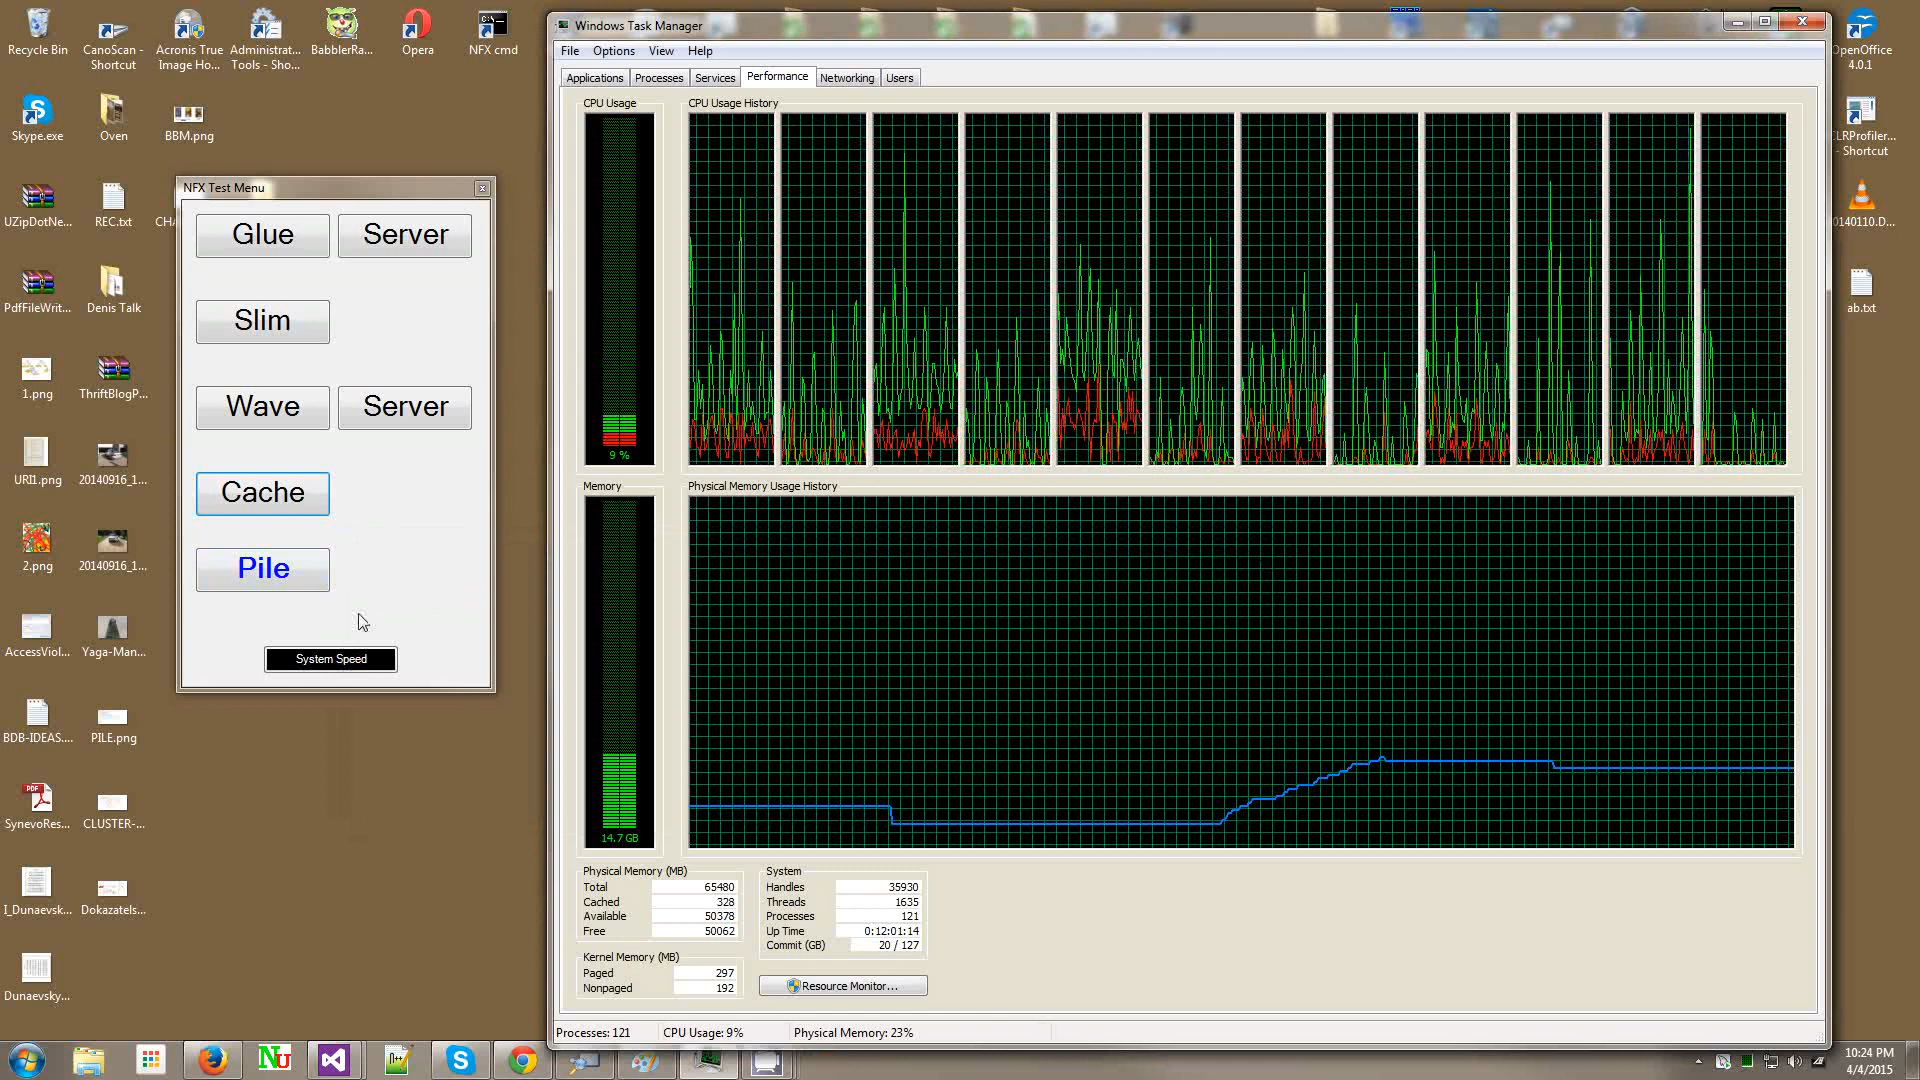 Recycle Bin
CanoScan -
Shortcut
Acronis True
Image Ho...
Administrat...
Tools - Sho...
BabblerRa...
Opera
NFX cmd
Skype.exe
Oven
BBM.png
UZipDotNe...
REC.txt
PdfFileWrit...
Denis Talk
1.png
ThriftBlogP...
URI1.png
20140916_1...
2.png
20140916_1...
AccessViol...
Yaga-Man...
BDB-IDEAS....
PILE.png
SynevoRes...
CLUSTER-...
I_Dunaevsk...
Dokazatels...
Dunaevsky...
NFX Test Menu
Glue
Server
Slim
Wave
Server
Cache
Pile
System Speed
Windows Task Manager
File Options View Help
Applications Processes Services Performance Networking Users
CPU Usage
CPU Usage History
9 %
Memory
Physical Memory Usage History
14.7 GB
Physical Memory (MB)
Total 65480
Cached 328
Available 50378
Free 50062
Kernel Memory (MB)
Paged 297
Nonpaged 192
System
Handles 35930
Threads 1635
Processes 121
Up Time 0:12:01:14
Commit (GB) 20 / 127
Resource Monitor...
Processes: 121 CPU Usage: 9% Physical Memory: 23%
OpenOffice
4.0.1
- Shortcut
ab.txt
Nu
10:24 PM
4/4/2015